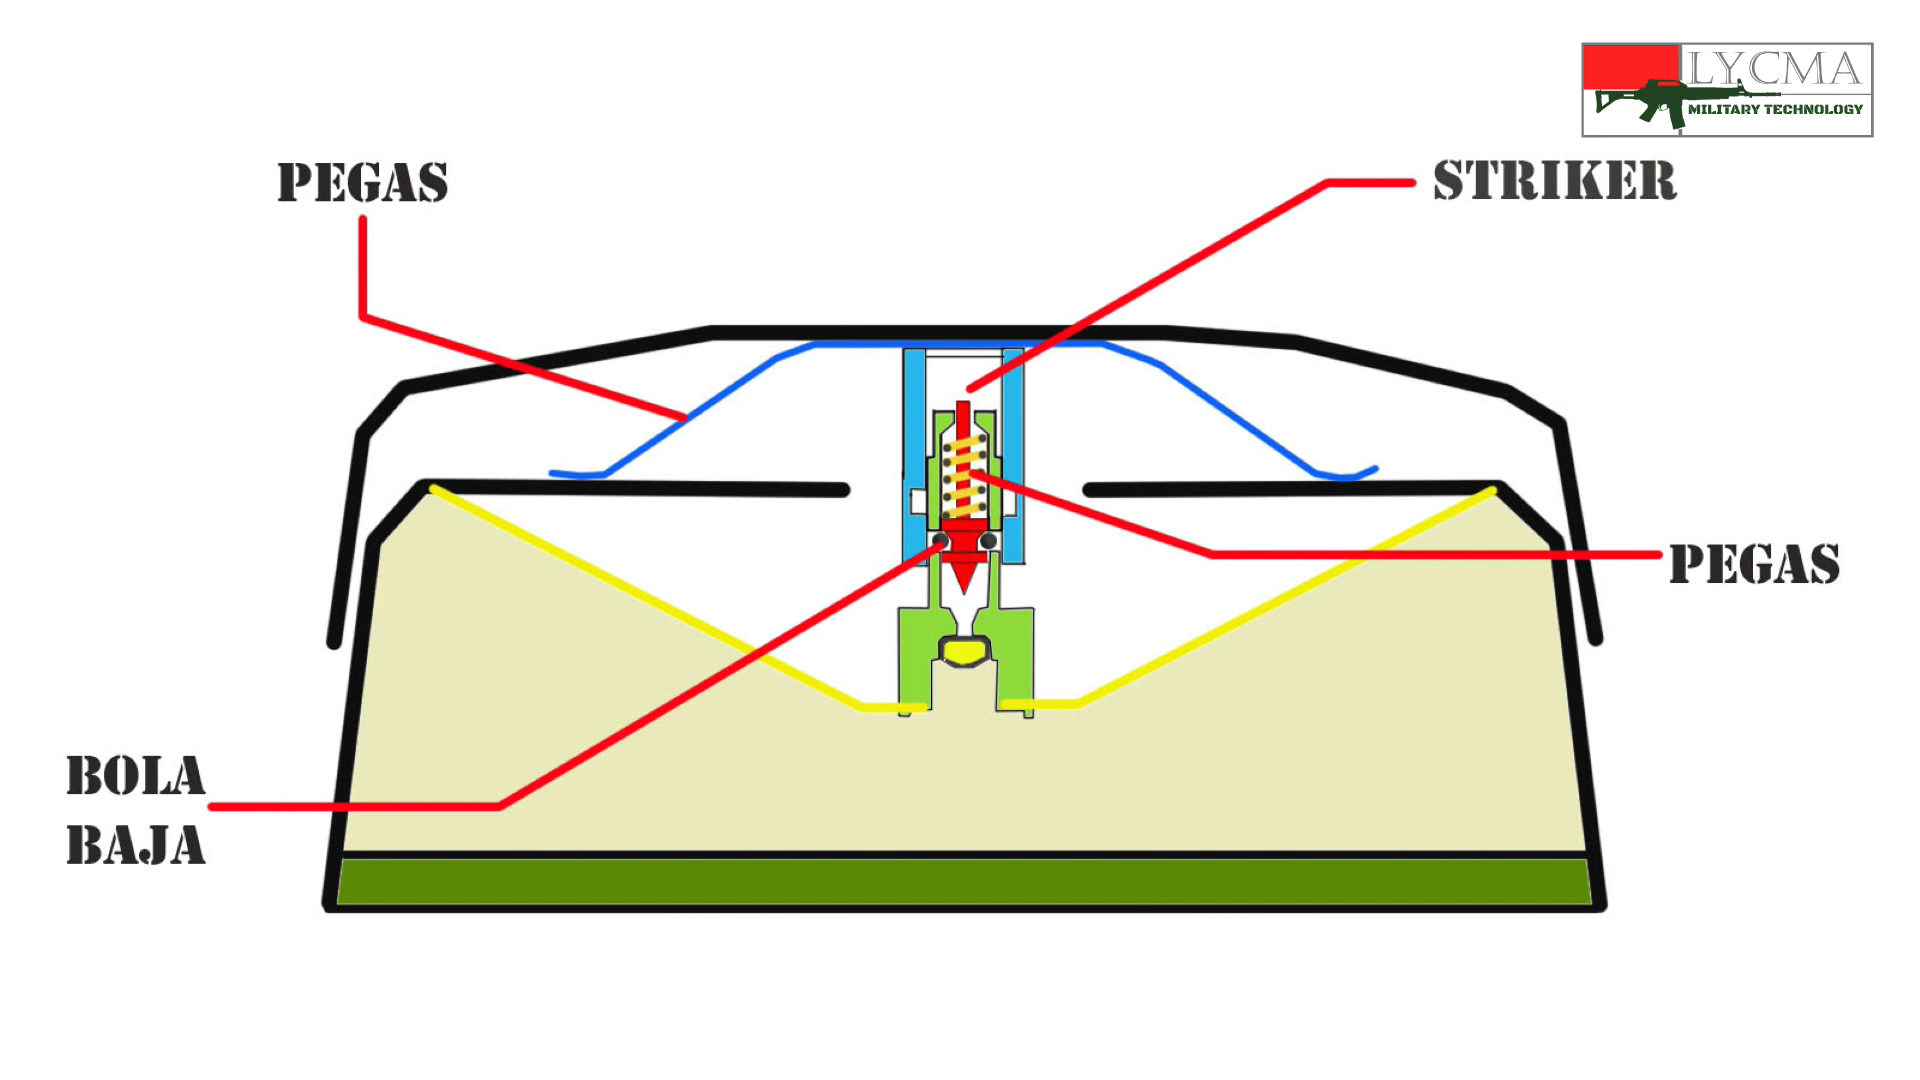 LYCMA
MILITARY TECHNOLOGY
PEGAS
STRIKER
PEGAS
BOLA
BAJA